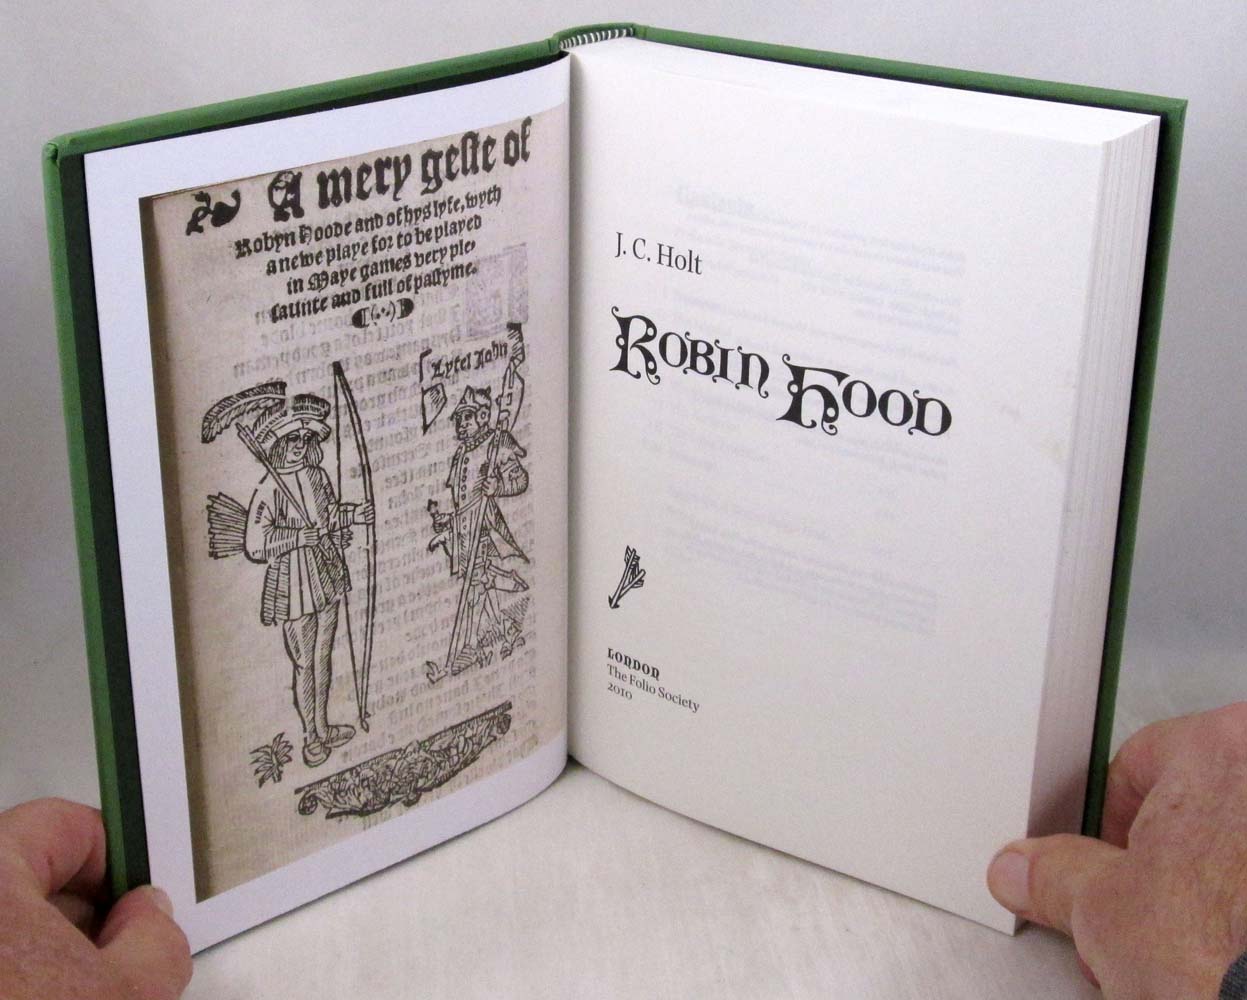 A mery geste of
Robyn Hoode and of hys lyfe, wyth
a newe playe for to be played
in Maye games very ple-
saunte and full of pastyme.
Lytel John
J. C. Holt
ROBIN HOOD
LONDON
The Folio Society
2010